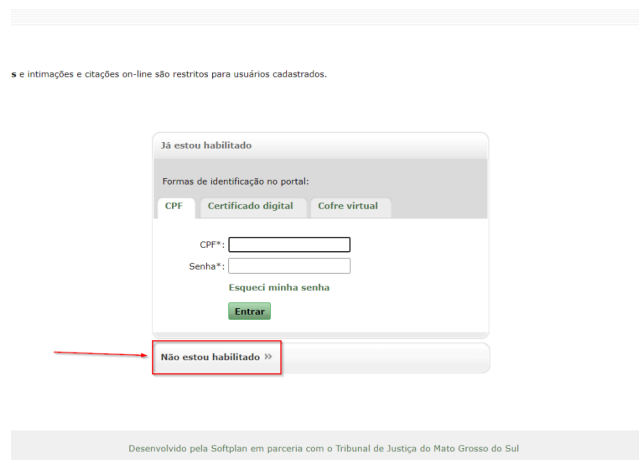 s e intimações e citações on-line são restritos para usuários cadastrados.
Já estou habilitado
Formas de identificação no portal:
CPF Certificado digital Cofre virtual
CPF*:
Senha*:
Esqueci minha senha
Entrar
Não estou habilitado »
Desenvolvido pela Softplan em parceria com o Tribunal de Justiça do Mato Grosso do Sul